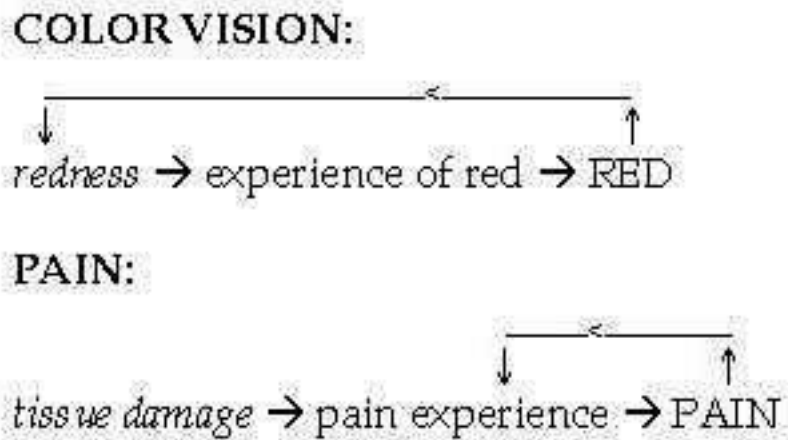 COLOR VISION:
redness → experience of red → RED
PAIN:
tissue damage → pain experience → PAIN